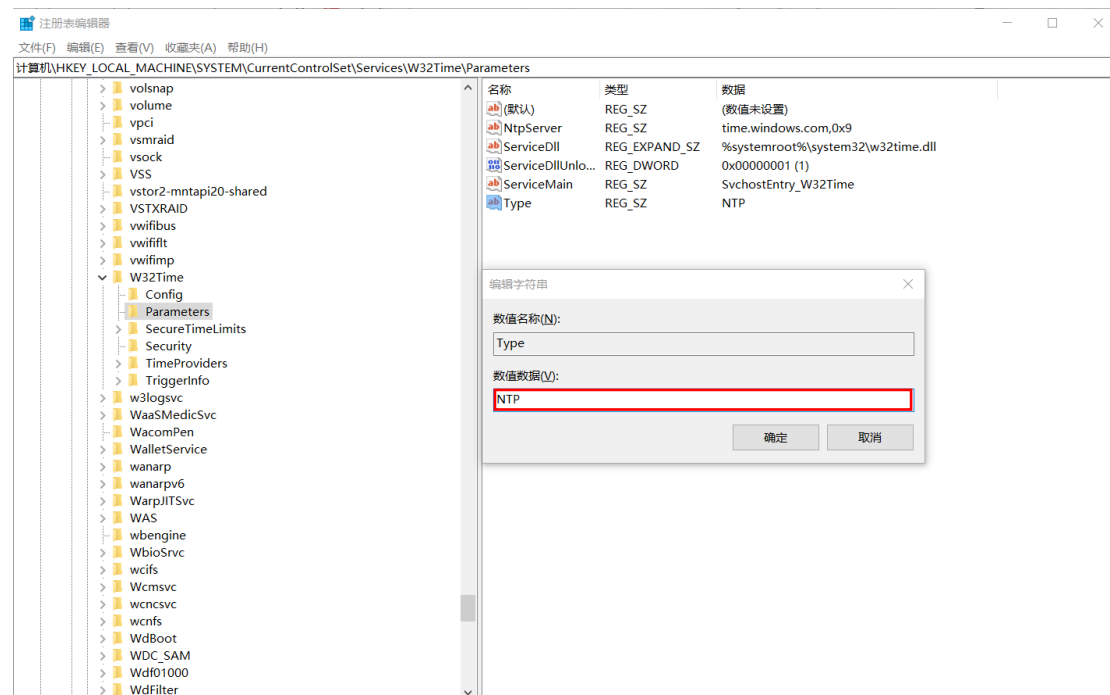 注册表编辑器
文件(F) 编辑(E) 查看(V) 收藏夹(A) 帮助(H)
计算机\HKEY_LOCAL_MACHINE\SYSTEM\CurrentControlSet\Services\W32Time\Parameters
volsnap
volume
vpci
vsmraid
vsock
VSS
vstor2-mntapi20-shared
VSTXRAID
vwifibus
vwififlt
vwifimp
W32Time
Config
Parameters
SecureTimeLimits
Security
TimeProviders
TriggerInfo
w3logsvc
WaaSMedicSvc
WacomPen
WalletService
wanarp
wanarpv6
WarpJITSvc
WAS
wbengine
WbioSrvc
wcifs
Wcmsvc
wcncsvc
wcnfs
WdBoot
WDC_SAM
Wdf01000
WdFilter
名称 类型 数据
(默认) REG_SZ (数值未设置)
NtpServer REG_SZ time.windows.com,0x9
ServiceDll REG_EXPAND_SZ %systemroot%\system32\w32time.dll
ServiceDllUnlo... REG_DWORD 0x00000001 (1)
ServiceMain REG_SZ SvchostEntry_W32Time
Type REG_SZ NTP
编辑字符串
数值名称(N):
Type
数值数据(V):
NTP
确定 取消